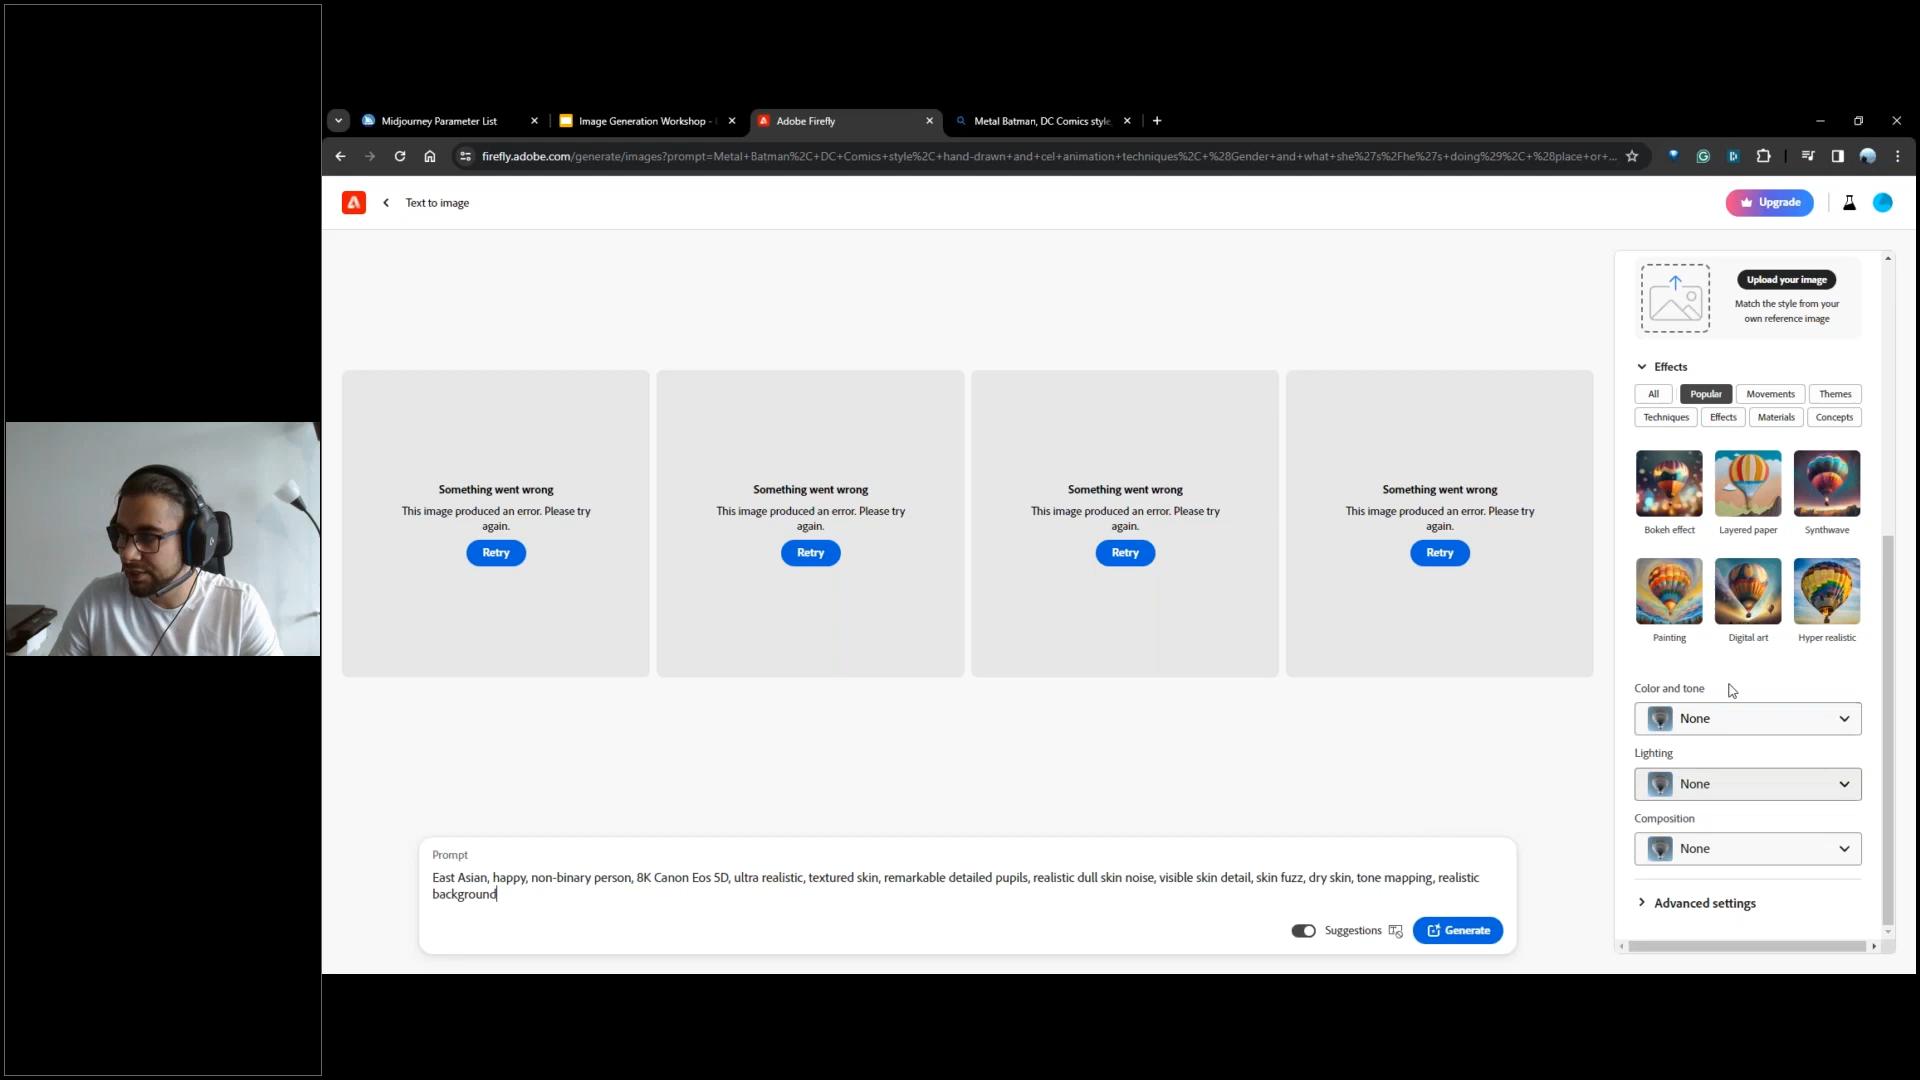 Midjourney Parameter List
Image Generation Workshop -
Adobe Firefly
Metal Batman, DC Comics style,
firefly.adobe.com/generate/images?prompt=Metal+Batman%2C+DC+Comics+style%2C+hand-drawn+and+cel+animation+techniques%2C+%28Gender+and+what+she%27s%2Fhe%27s+doing%29%2C+%28place+or+...
Text to image
Upgrade
Upload your image
Match the style from your
own reference image
Effects
All
Popular
Movements
Themes
Techniques
Effects
Materials
Concepts
Bokeh effect
Layered paper
Synthwave
Painting
Digital art
Hyper realistic
Color and tone
None
Lighting
None
Composition
None
Advanced settings
Something went wrong
This image produced an error. Please try
again.
Retry
Something went wrong
This image produced an error. Please try
again.
Retry
Something went wrong
This image produced an error. Please try
again.
Retry
Something went wrong
This image produced an error. Please try
again.
Retry
Prompt
East Asian, happy, non-binary person, 8K Canon Eos 5D, ultra realistic, textured skin, remarkable detailed pupils, realistic dull skin noise, visible skin detail, skin fuzz, dry skin, tone mapping, realistic
background
Suggestions
Generate